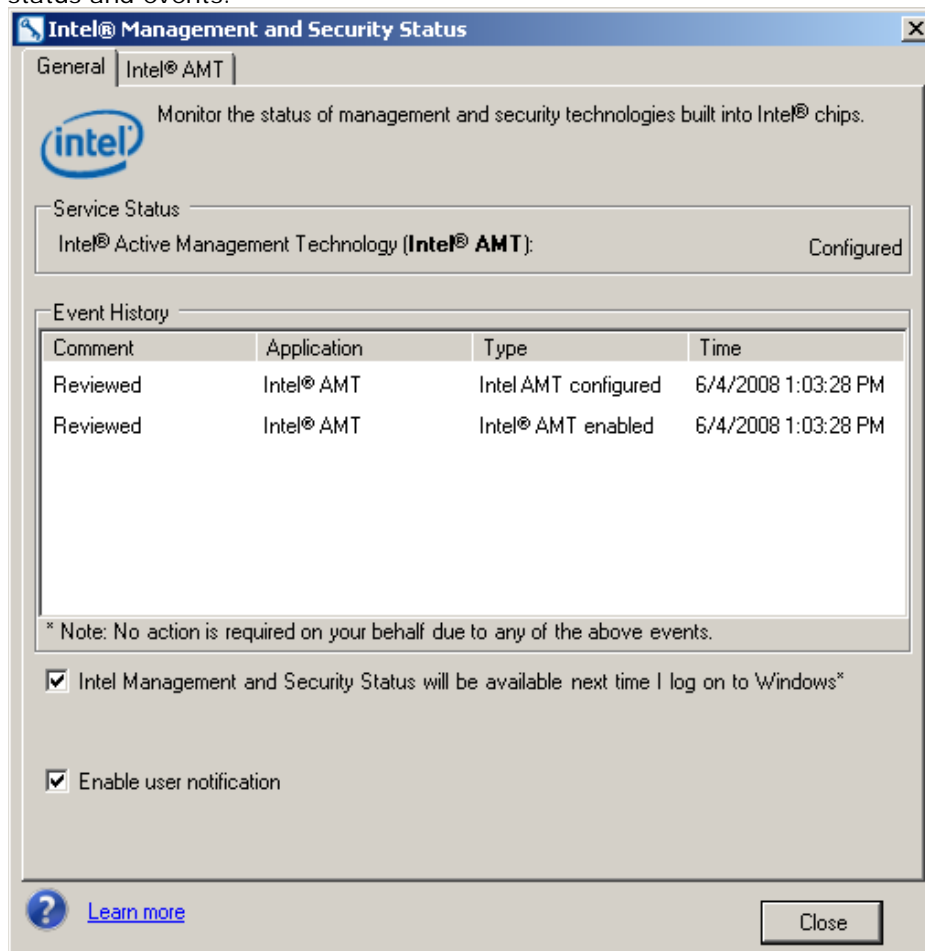 status and events.
Intel® Management and Security Status
General Intel® AMT
intel Monitor the status of management and security technologies built into Intel® chips.
Service Status
Intel® Active Management Technology (Intel® AMT): Configured
Event History
Comment Application Type Time
Reviewed Intel® AMT Intel AMT configured 6/4/2008 1:03:28 PM
Reviewed Intel® AMT Intel® AMT enabled 6/4/2008 1:03:28 PM
* Note: No action is required on your behalf due to any of the above events.
Intel Management and Security Status will be available next time I log on to Windows*
Enable user notification
? Learn more Close